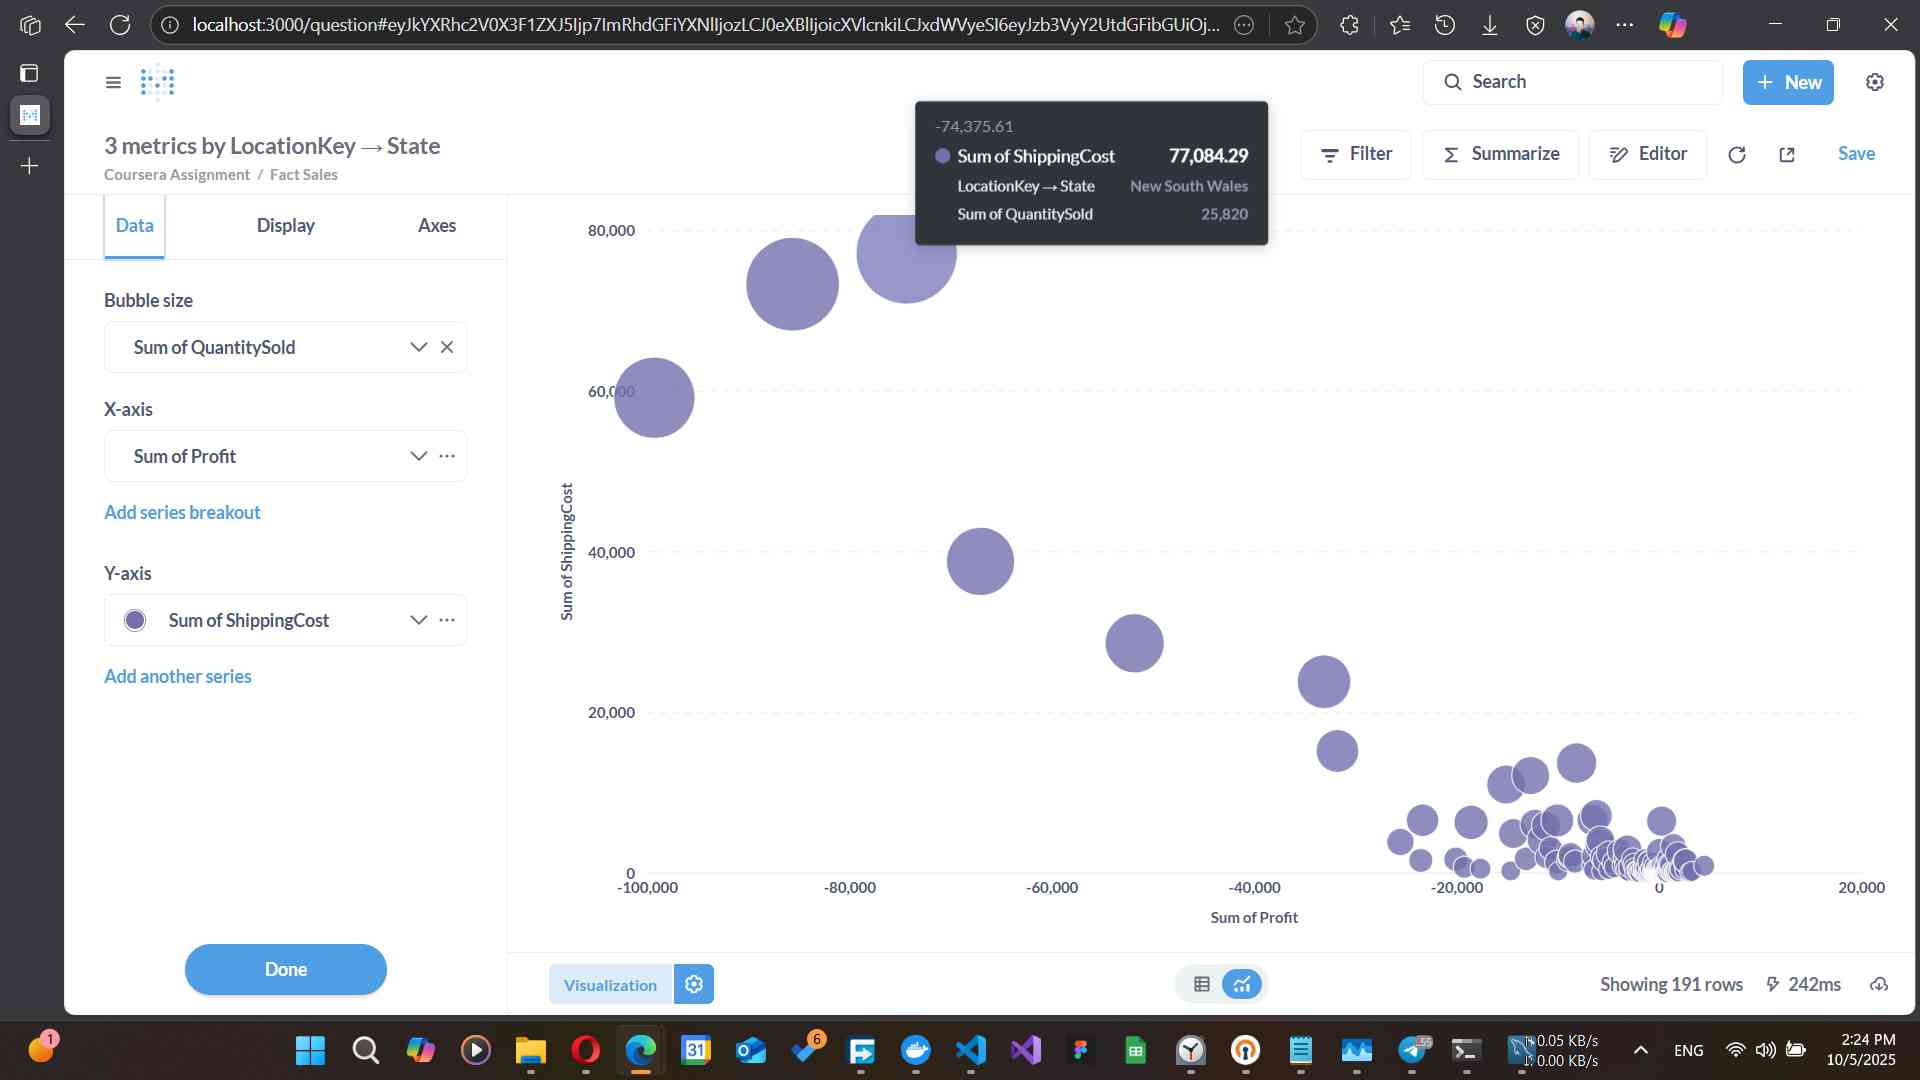 localhost:3000/question#eyJkYXRhc2V0X3F1ZXJ5Ijp7ImRhdGFiYXNlIjozLCJ0eXBlIjoicXVlcnkiLCJxdWVyeSI6eyJzb3VyY2UtdGFibGUiOj...
Search
+ New
3 metrics by LocationKey → State
Coursera Assignment / Fact Sales
Filter
Summarize
Editor
Save
-74,375.61
Sum of ShippingCost 77,084.29
LocationKey → State New South Wales
Sum of QuantitySold 25,820
Data
Display
Axes
Bubble size
Sum of QuantitySold
X-axis
Sum of Profit
Add series breakout
Y-axis
Sum of ShippingCost
Add another series
Done
80,000
60,000
40,000
20,000
0
Sum of ShippingCost
-100,000
-80,000
-60,000
-40,000
-20,000
0
20,000
Sum of Profit
Visualization
Showing 191 rows
242ms
1
31
6
55
0.05 KB/s
0.00 KB/s
ENG
2:24 PM
10/5/2025